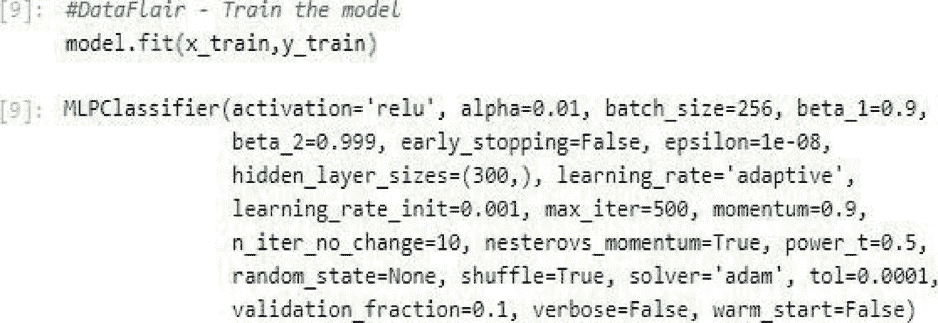 [9]: #DataFlair - Train the model
model.fit(x_train,y_train)
[9]: MLPClassifier(activation='relu', alpha=0.01, batch_size=256, beta_1=0.9,
beta_2=0.999, early_stopping=False, epsilon=1e-08,
hidden_layer_sizes=(300,), learning_rate='adaptive',
learning_rate_init=0.001, max_iter=500, momentum=0.9,
n_iter_no_change=10, nesterovs_momentum=True, power_t=0.5,
random_state=None, shuffle=True, solver='adam', tol=0.0001,
validation_fraction=0.1, verbose=False, warm_start=False)